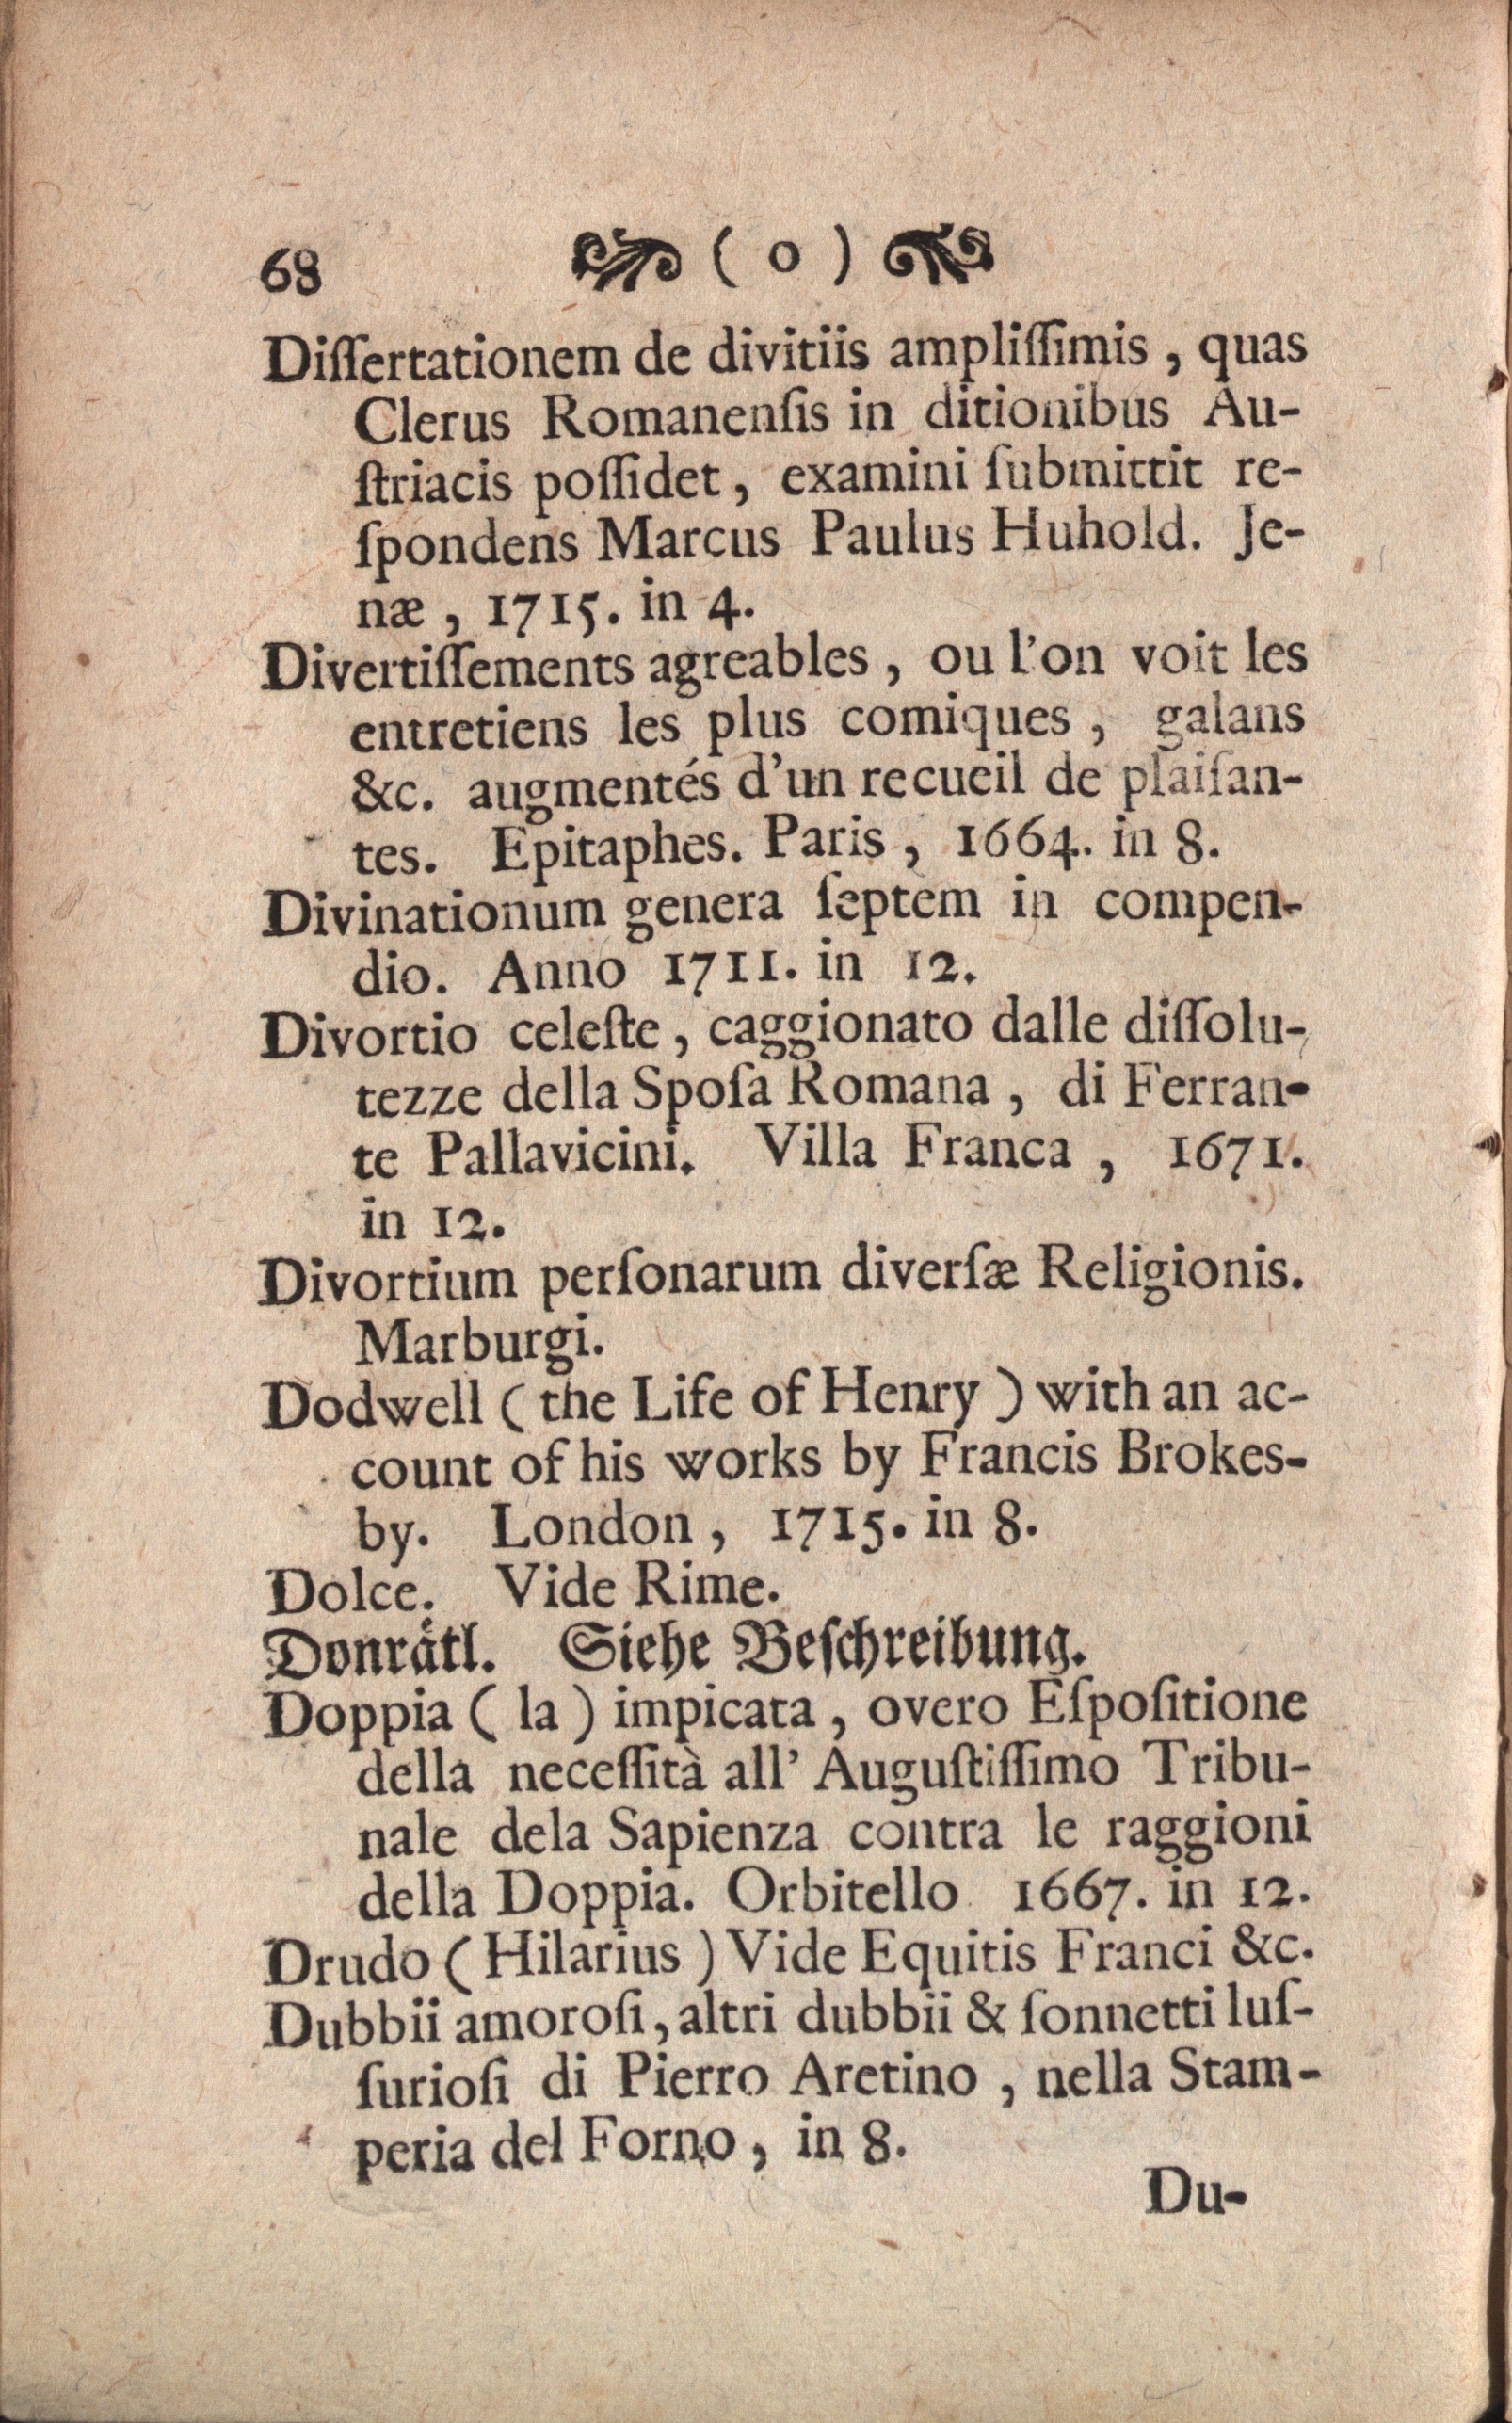 68 ( o )
Diſſertationem de divitiis ampliſſimis, quas
Clerus Romanenſis in ditionibus Au-
ſtriacis poſſidet, examini ſubmittit re-
ſpondens Marcus Paulus Huhold. Je-
næ, 1715. in 4.
Divertiſſements agreables, ou l'on voit les
entretiens les plus comiques, galans
&c. augmentés d'un recueil de plaiſan-
tes. Epitaphes. Paris, 1664. in 8.
Divinationum genera ſeptem in compen-
dio. Anno 1711. in 12.
Divortio celeſte, caggionato dalle diſſolu-
tezze della Spoſa Romana, di Ferran-
te Pallavicini. Villa Franca, 1671.
in 12.
Divortium perſonarum diverſæ Religionis.
Marburgi.
Dodwell (the Life of Henry) with an ac-
count of his works by Francis Brokes-
by. London, 1715. in 8.
Dolce. Vide Rime.
Donrätl. Siehe Beſchreibung.
Doppia (la) impicata, overo Eſpoſitione
della neceſſità all' Auguſtiſſimo Tribu-
nale dela Sapienza contra le raggioni
della Doppia. Orbitello 1667. in 12.
Drudo (Hilarius) Vide Equitis Franci &c.
Dubbii amoroſi, altri dubbii & ſonnetti luſ-
ſurioſi di Pierro Aretino, nella Stam-
peria del Forno, in 8.
Du-